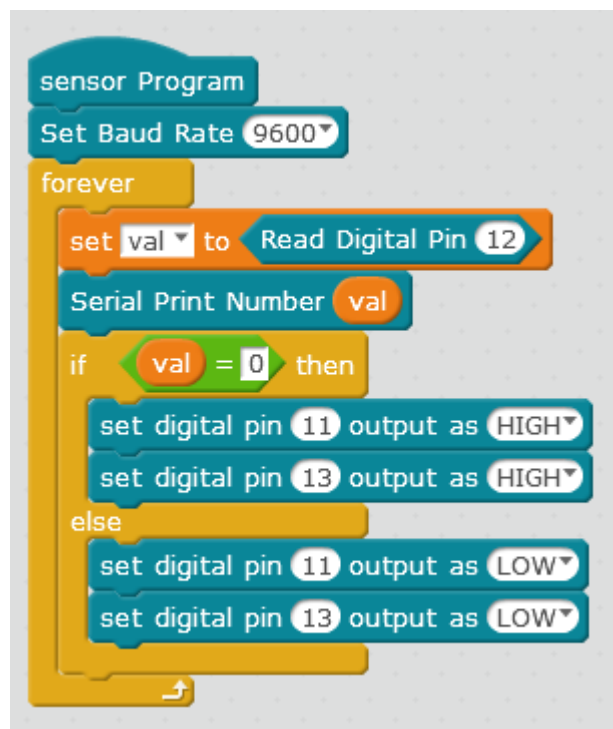 sensor Program
Set Baud Rate 9600
forever
set val to Read Digital Pin 12
Serial Print Number val
if val = 0 then
set digital pin 11 output as HIGH
set digital pin 13 output as HIGH
else
set digital pin 11 output as LOW
set digital pin 13 output as LOW